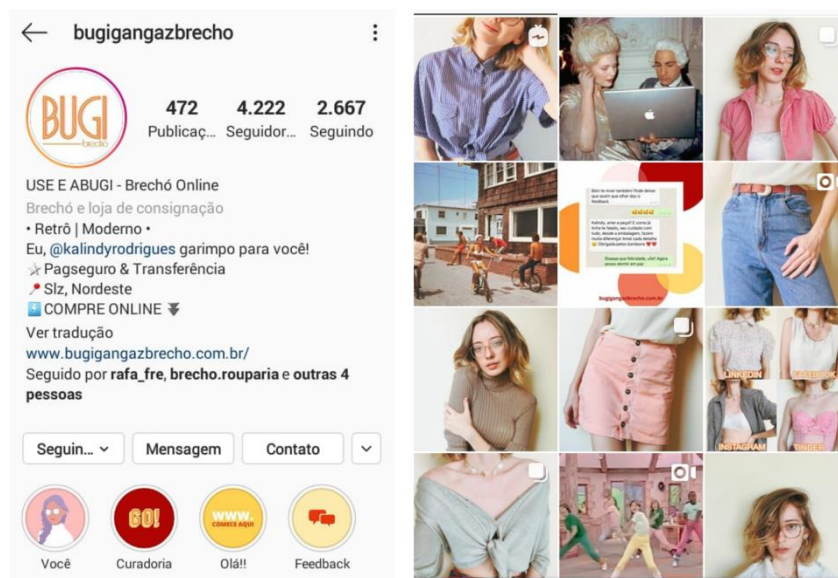 bugigangazbrecho
BUGI
brechó
472 4.222 2.667
Publicaç... Seguidor... Seguindo
USE E ABUGI - Brechó Online
Brechó e loja de consignação
• Retrô | Moderno •
Eu, @kalindyrodrigues garimpo para você!
Pagseguro & Transferência
Slz, Nordeste
COMPRE ONLINE
Ver tradução
www.bugigangazbrecho.com.br/
Seguido por rafa_fre, brecho.rouparia e outras 4
pessoas
Seguin... Mensagem Contato
GO!
WWW.
COMECE AQUI
Você Curadoria Olá!! Feedback
bugigangazbrecho.com.br
LINKEDIN FACEBOOK
INSTAGRAM TINDER